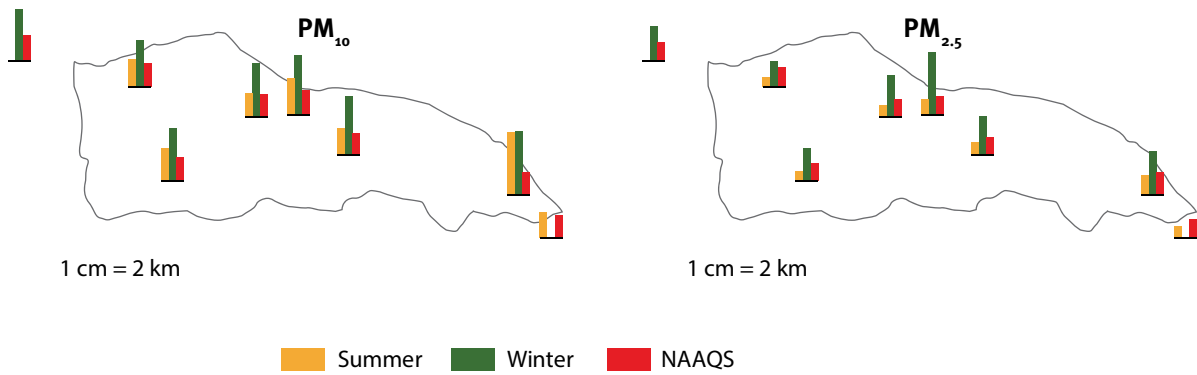 PM₁₀
PM₂.₅
1 cm = 2 km
1 cm = 2 km
Summer
Winter
NAAQS